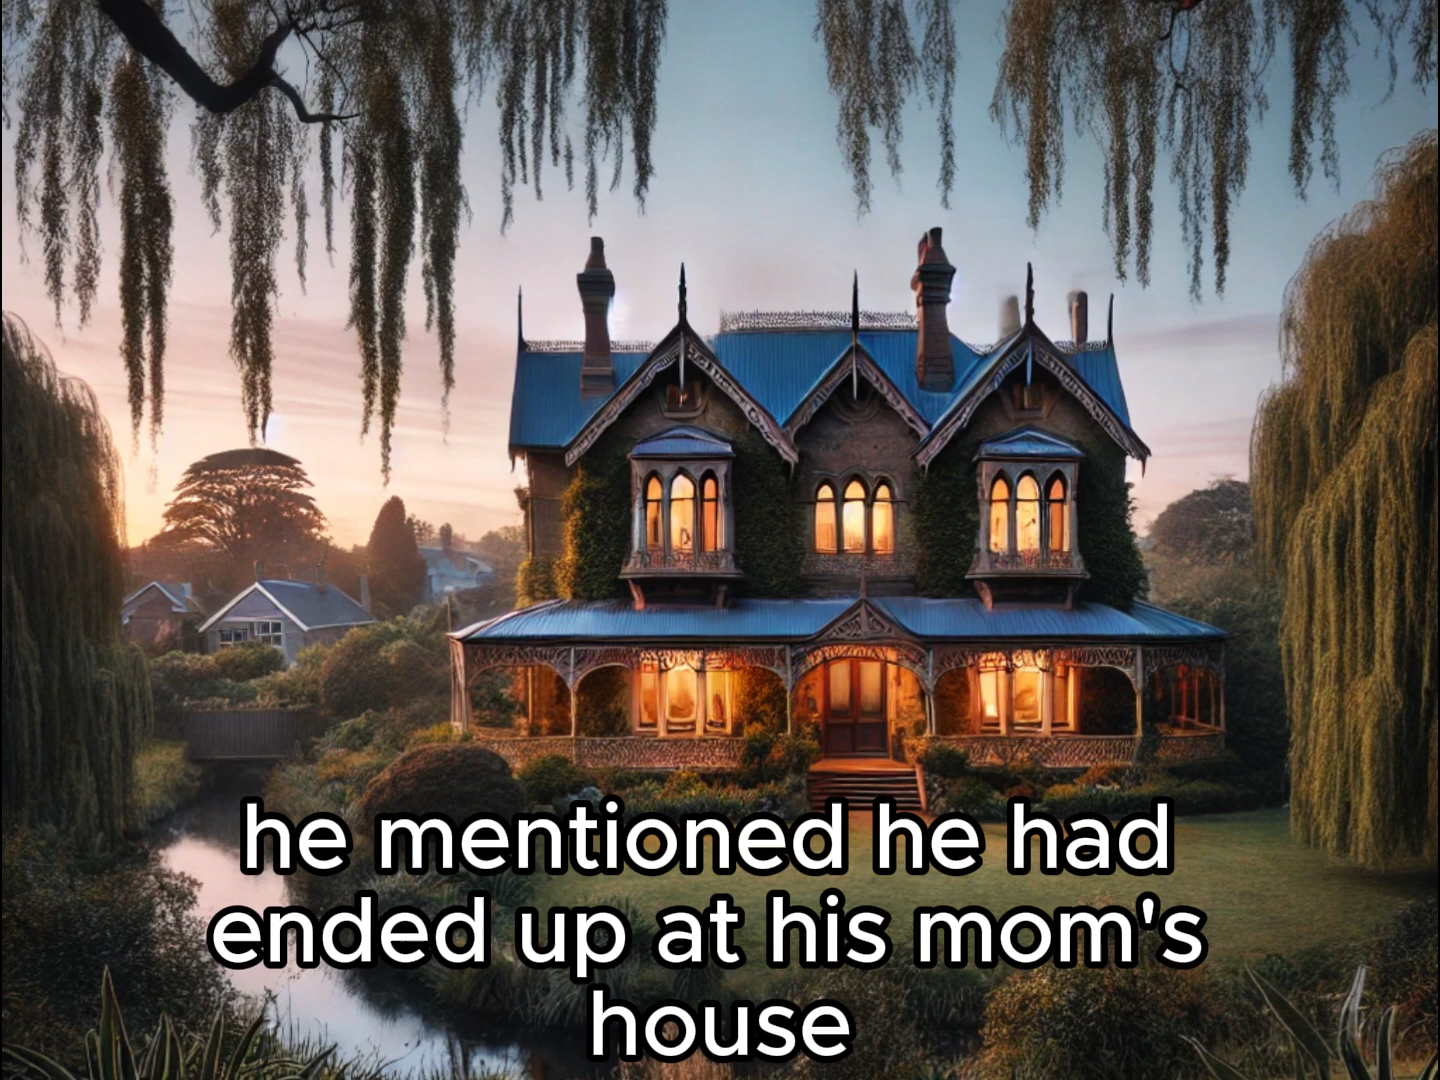 he mentioned he had
ended up at his mom's
house